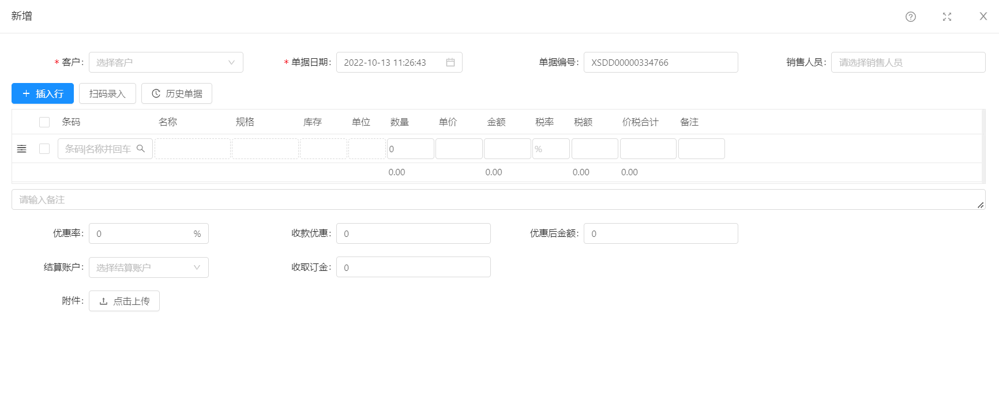 新增
* 客户: 选择客户 * 单据日期: 2022-10-13 11:26:43 单据编号: XSDD00000334766 销售人员: 请选择销售人员
插入行 扫码录入 历史单据
条码 名称 规格 库存 单位 数量 单价 金额 税率 税额 价税合计 备注
条码|名称并回车 0 %
0.00 0.00 0.00 0.00
请输入备注
优惠率: 0 % 收款优惠: 0 优惠后金额: 0
结算账户: 选择结算账户 收取订金: 0
附件: 点击上传